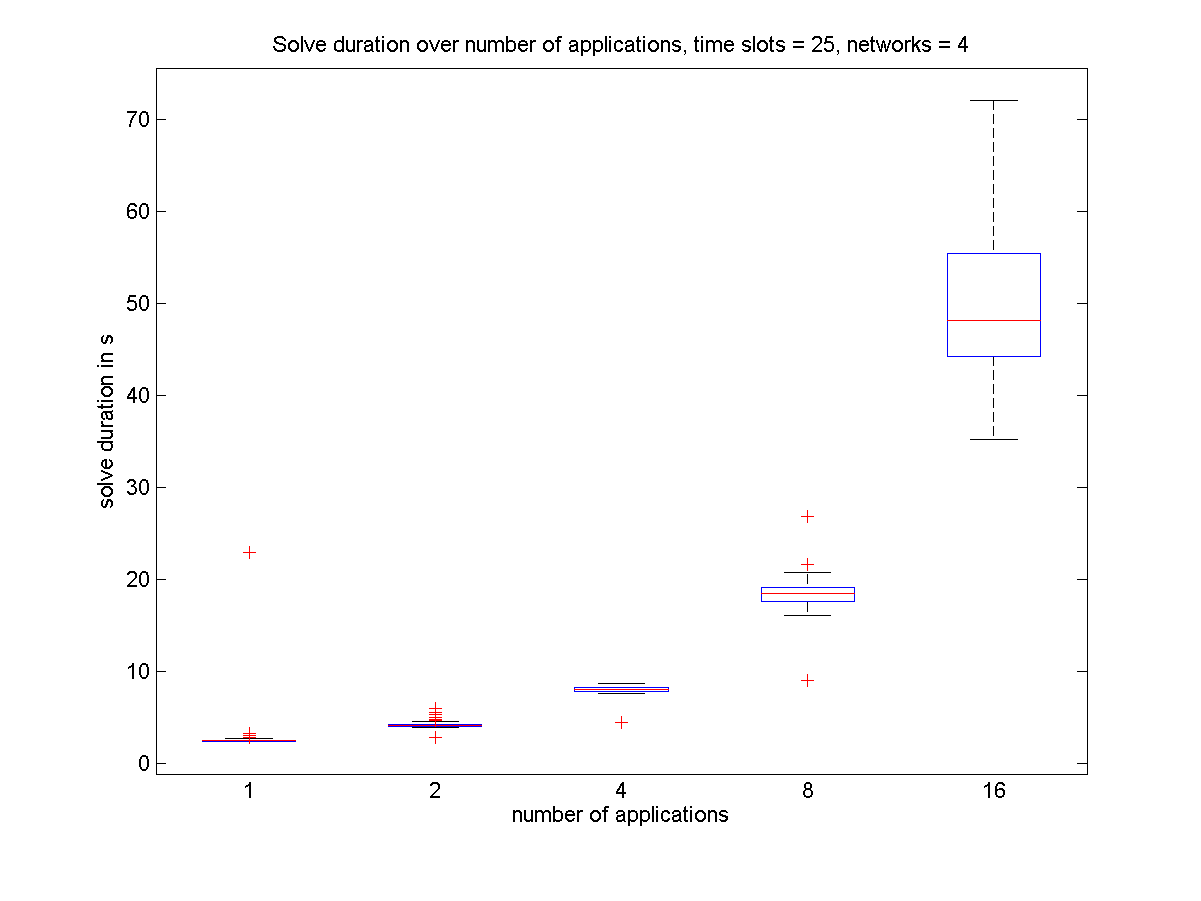 Solve duration over number of applications, time slots = 25, networks = 4
70
60
50
40
30
20
10
0
solve duration in s
1 2 4 8 16
number of applications